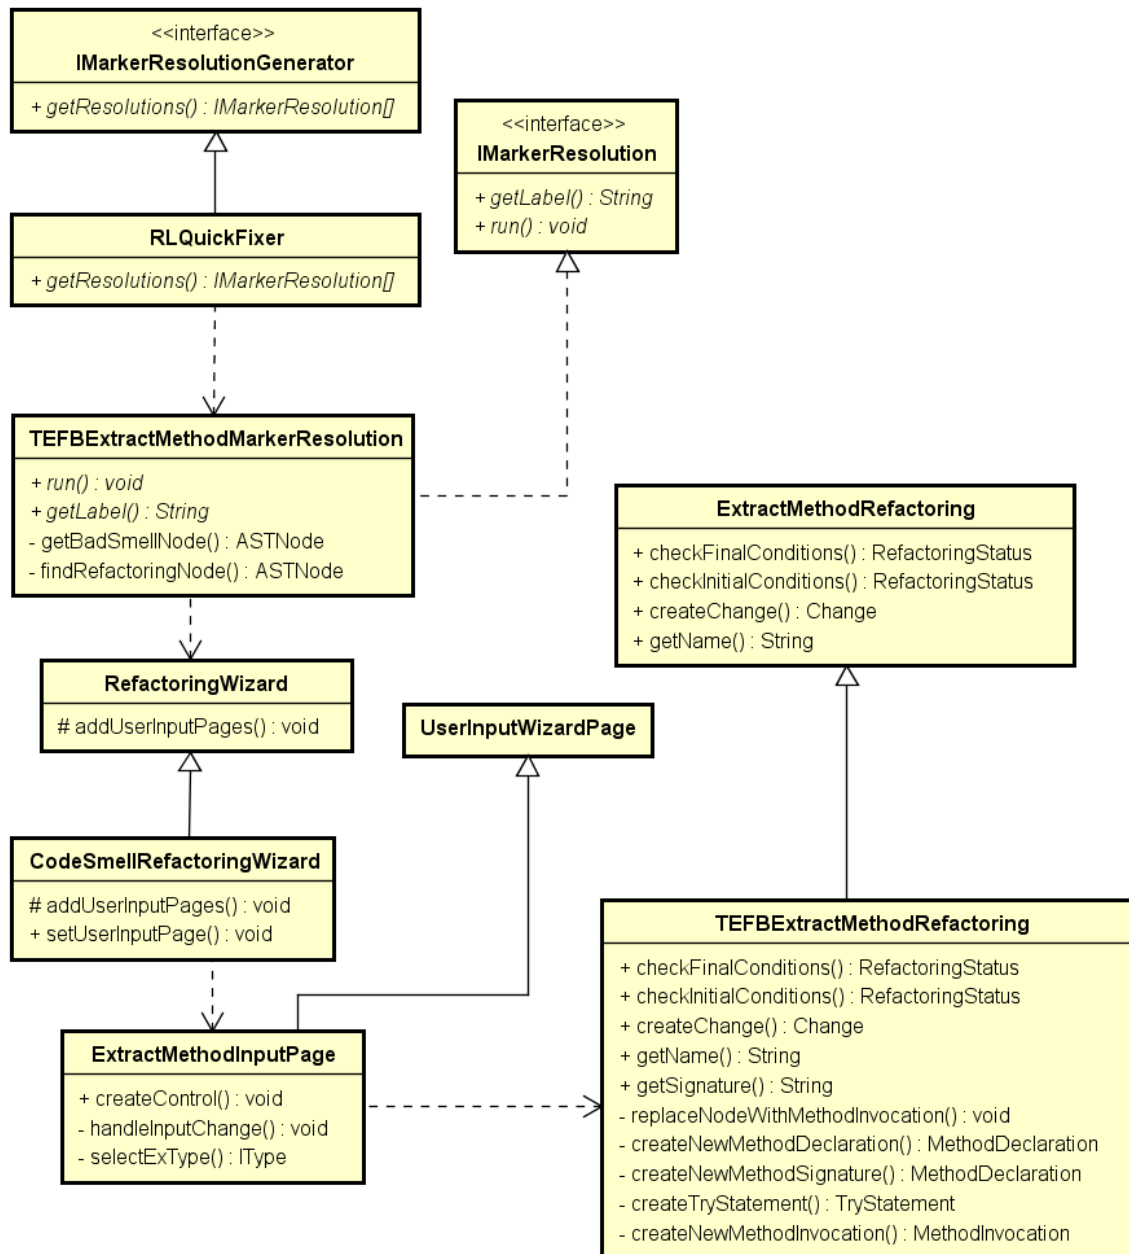 <<interface>>
IMarkerResolutionGenerator
+ getResolutions() : IMarkerResolution[]
<<interface>>
IMarkerResolution
+ getLabel() : String
+ run() : void
RLQuickFixer
+ getResolutions() : IMarkerResolution[]
TEFBExtractMethodMarkerResolution
+ run() : void
+ getLabel() : String
- getBadSmellNode() : ASTNode
- findRefactoringNode() : ASTNode
ExtractMethodRefactoring
+ checkFinalConditions() : RefactoringStatus
+ checkInitialConditions() : RefactoringStatus
+ createChange() : Change
+ getName() : String
RefactoringWizard
# addUserInputPages() : void
UserInputWizardPage
CodeSmellRefactoringWizard
# addUserInputPages() : void
+ setUserInputPage() : void
TEFBExtractMethodRefactoring
+ checkFinalConditions() : RefactoringStatus
+ checkInitialConditions() : RefactoringStatus
+ createChange() : Change
+ getName() : String
+ getSignature() : String
- replaceNodeWithMethodInvocation() : void
- createNewMethodDeclaration() : MethodDeclaration
- createNewMethodSignature() : MethodDeclaration
- createTryStatement() : TryStatement
- createNewMethodInvocation() : MethodInvocation
ExtractMethodInputPage
+ createControl() : void
- handleInputChange() : void
- selectExType() : IType